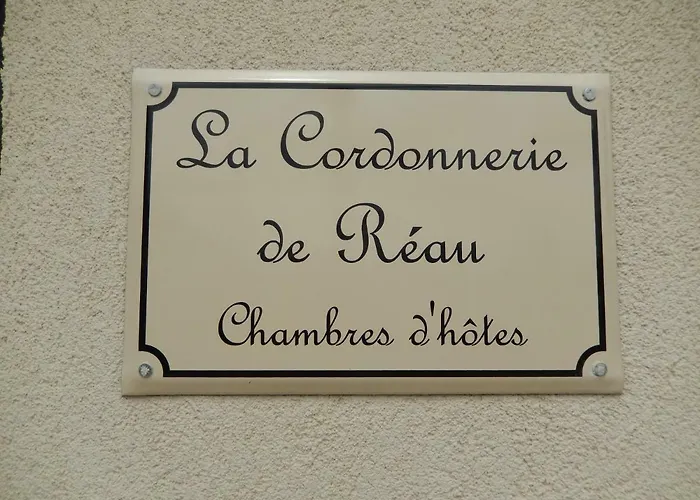 La Cordonnerie
de Réau
Chambres d'hôtes